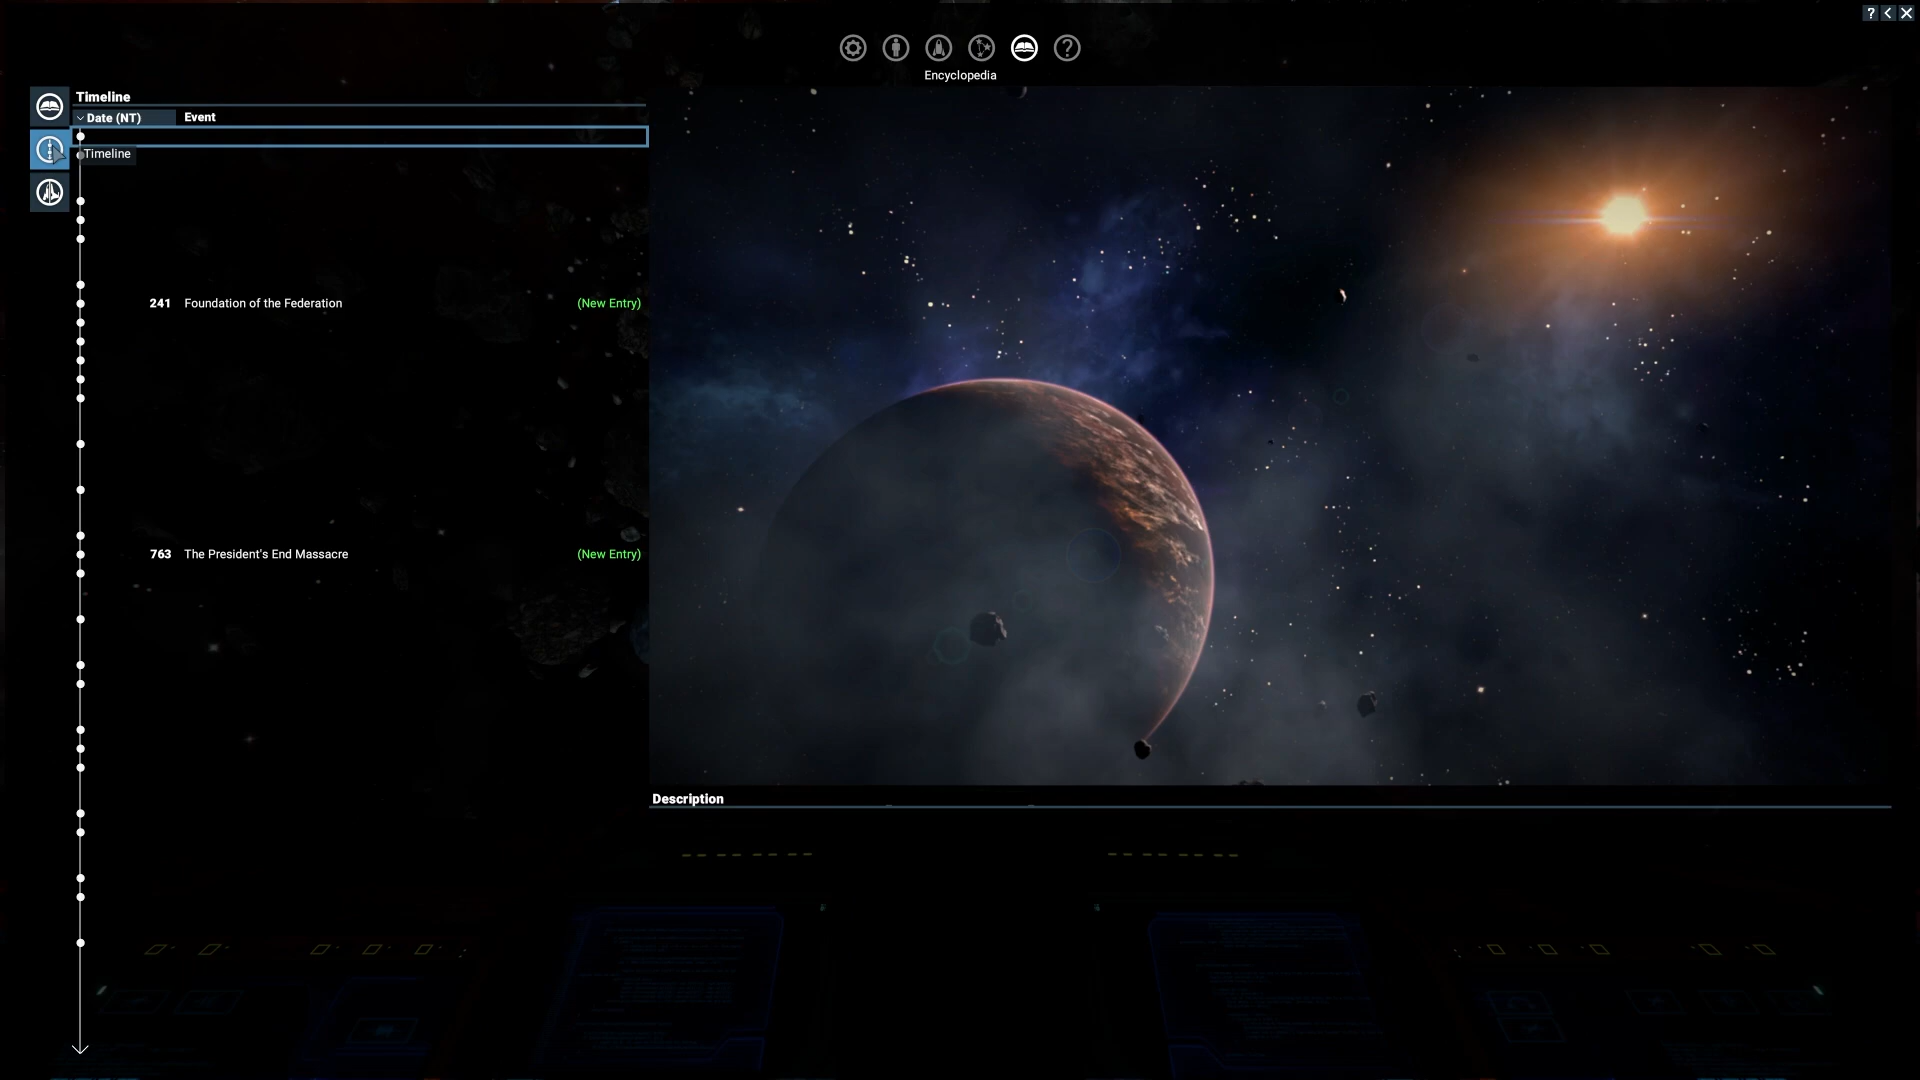 ?
Encyclopedia
Timeline
Date (NT) Event
Timeline
241 Foundation of the Federation (New Entry)
763 The President's End Massacre (New Entry)
Description